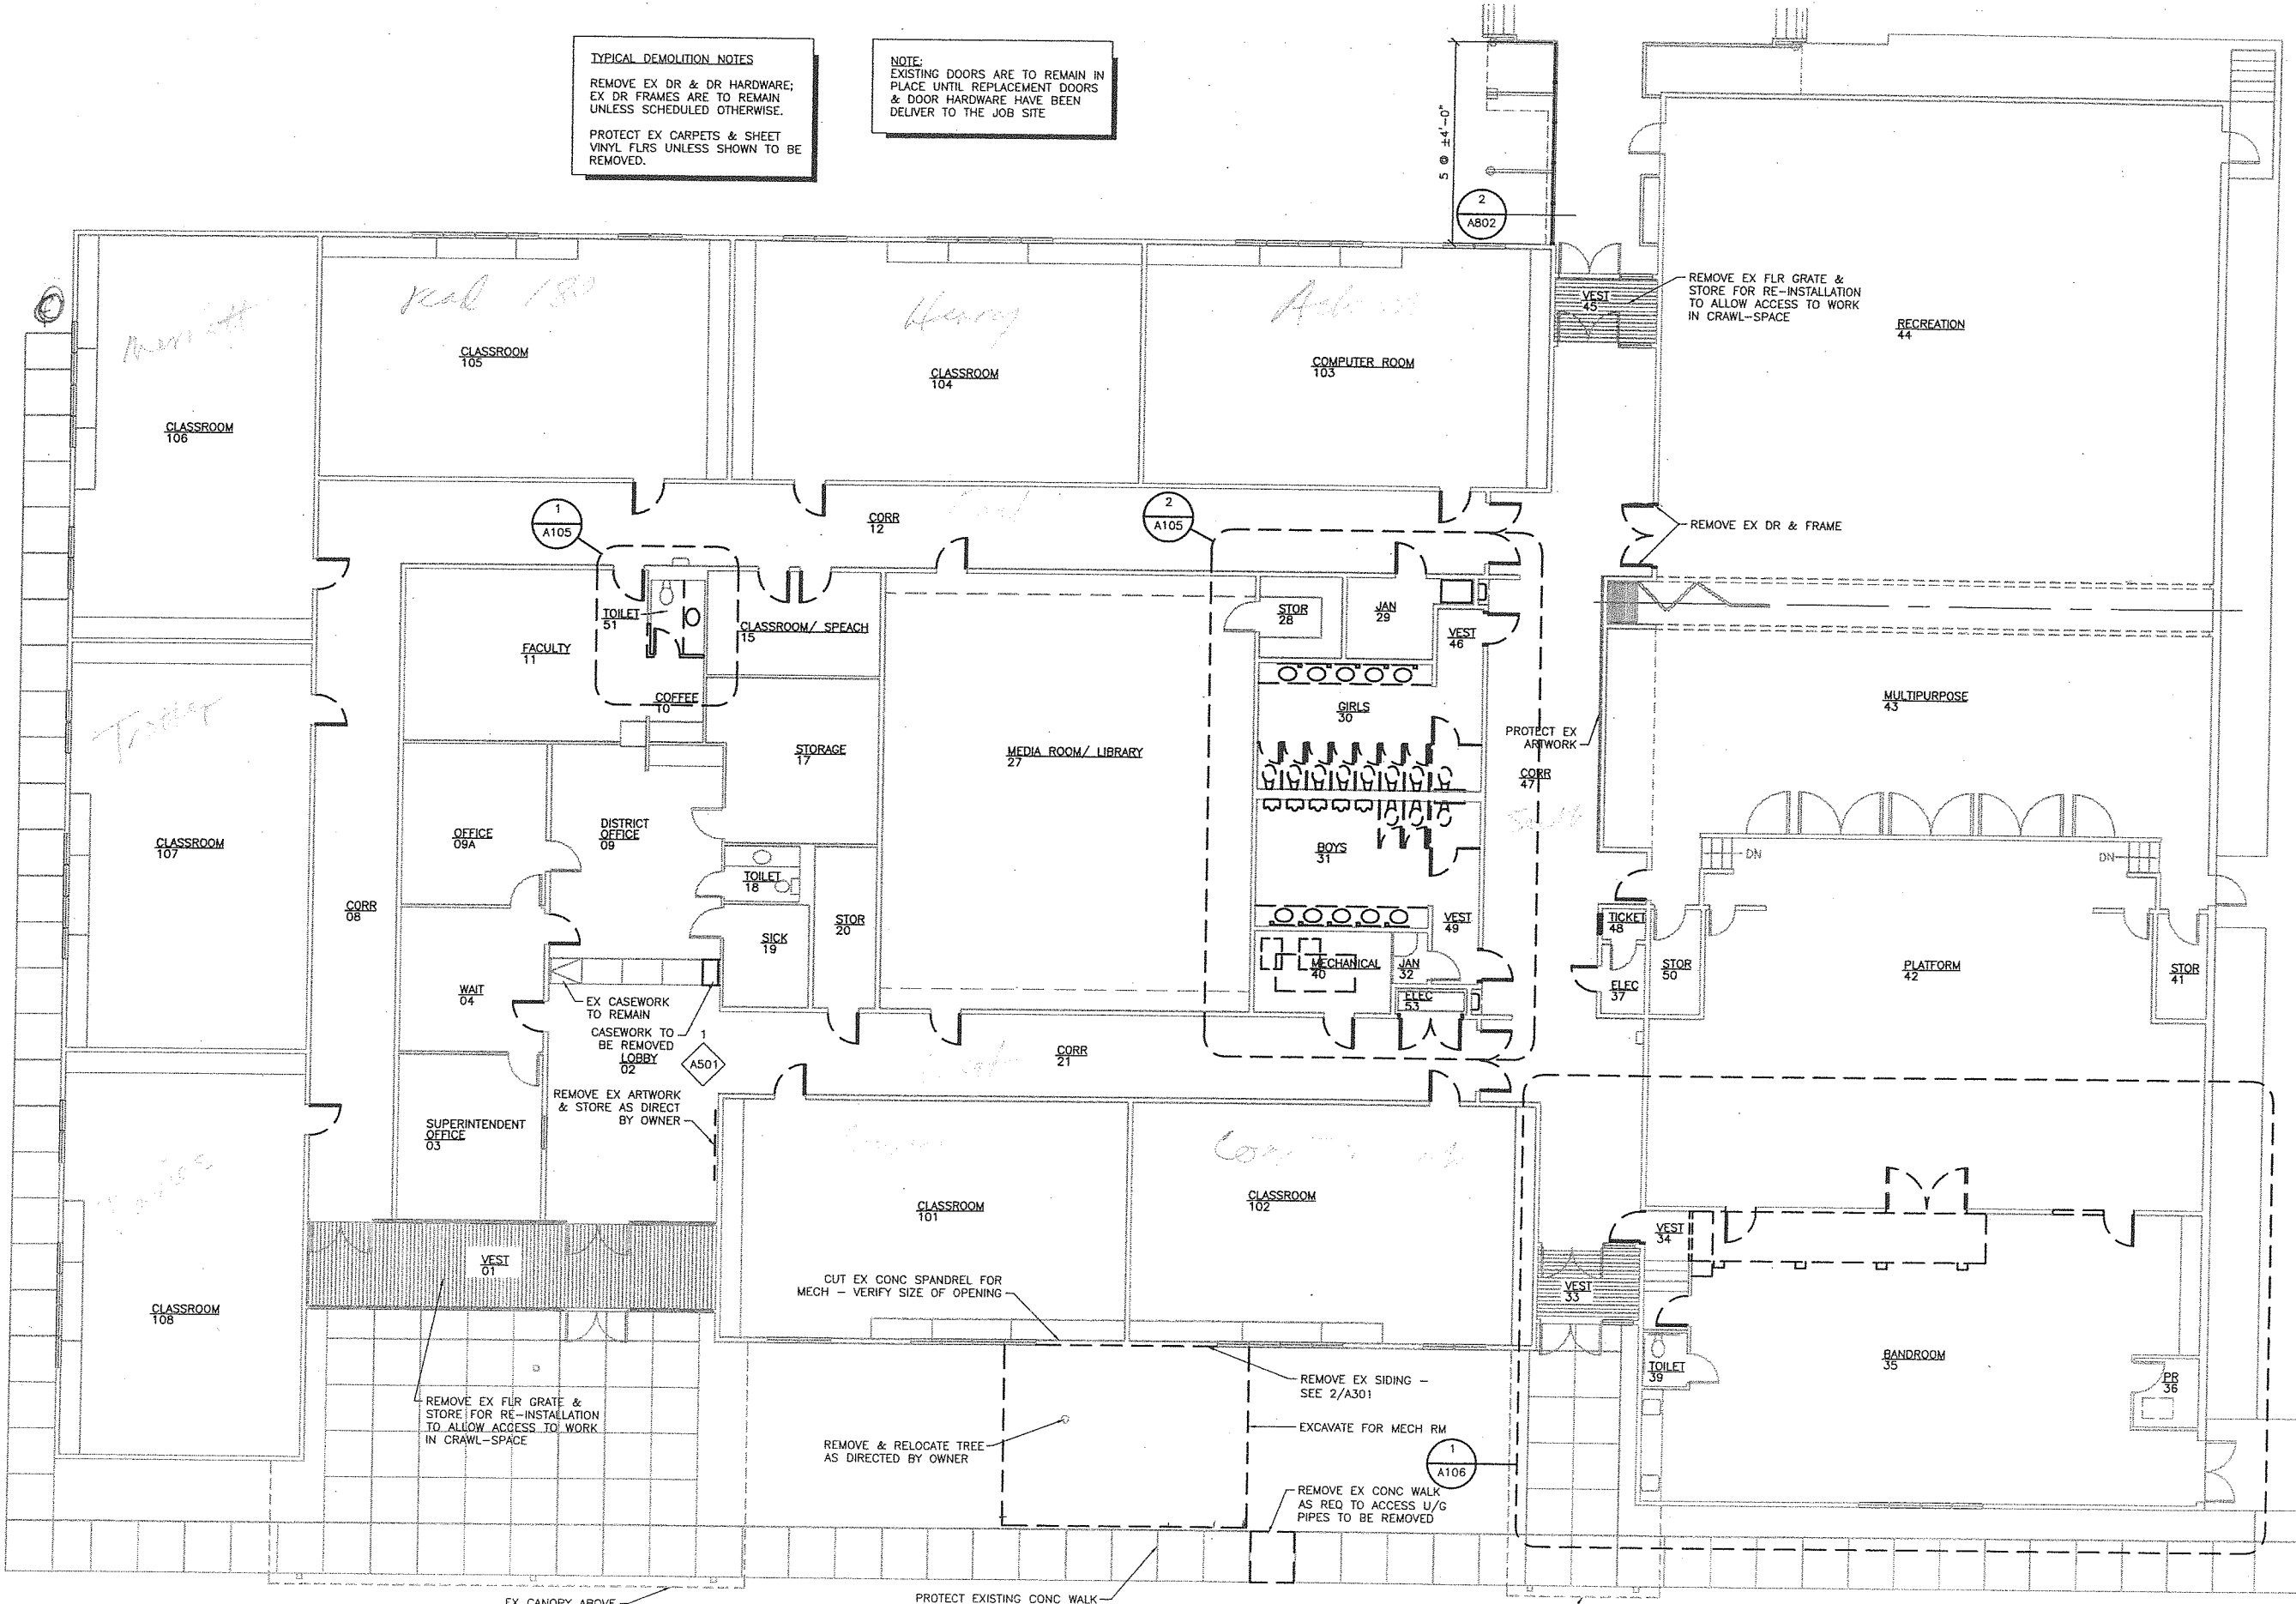 TYPICAL DEMOLITION NOTES
REMOVE EX DR & DR HARDWARE;
EX DR FRAMES ARE TO REMAIN
UNLESS SCHEDULED OTHERWISE.
PROTECT EX CARPETS & SHEET
VINYL FLRS UNLESS SHOWN TO BE
REMOVED.
NOTE:
EXISTING DOORS ARE TO REMAIN IN
PLACE UNTIL REPLACEMENT DOORS
& DOOR HARDWARE HAVE BEEN
DELIVER TO THE JOB SITE
5 @ ±4'-0"
2
A802
REMOVE EX FLR GRATE &
STORE FOR RE-INSTALLATION
TO ALLOW ACCESS TO WORK
IN CRAWL-SPACE
VEST
45
RECREATION
44
read 180
Henry
CLASSROOM
105
CLASSROOM
104
COMPUTER ROOM
103
CLASSROOM
106
1
A105
CORR
12
2
A105
REMOVE EX DR & FRAME
TOILET
51
CLASSROOM/ SPEACH
15
STOR
28
JAN
29
VEST
46
FACULTY
11
COFFEE
10
GIRLS
30
MULTIPURPOSE
43
Trotter
STORAGE
17
MEDIA ROOM/ LIBRARY
27
PROTECT EX
ARTWORK
CORR
47
OFFICE
09A
DISTRICT
OFFICE
09
CLASSROOM
107
BOYS
31
DN
DN
TOILET
18
CORR
08
STOR
20
SICK
19
VEST
49
TICKET
48
STOR
50
PLATFORM
42
STOR
41
MECHANICAL
40
JAN
32
ELEC
37
WAIT
04
EX CASEWORK
TO REMAIN
ELEC
53
CASEWORK TO
BE REMOVED
LOBBY
02
1
A501
CORR
21
REMOVE EX ARTWORK
& STORE AS DIRECT
BY OWNER
SUPERINTENDENT
OFFICE
03
CLASSROOM
101
CLASSROOM
102
VEST
34
VEST
01
VEST
33
CUT EX CONC SPANDREL FOR
MECH - VERIFY SIZE OF OPENING
CLASSROOM
108
TOILET
39
BANDROOM
35
PR
36
REMOVE EX SIDING -
SEE 2/A301
REMOVE EX FLR GRATE &
STORE FOR RE-INSTALLATION
TO ALLOW ACCESS TO WORK
IN CRAWL-SPACE
EXCAVATE FOR MECH RM
REMOVE & RELOCATE TREE
AS DIRECTED BY OWNER
1
A106
REMOVE EX CONC WALK
AS REQ TO ACCESS U/G
PIPES TO BE REMOVED
EX CANOPY ABOVE
PROTECT EXISTING CONC WALK